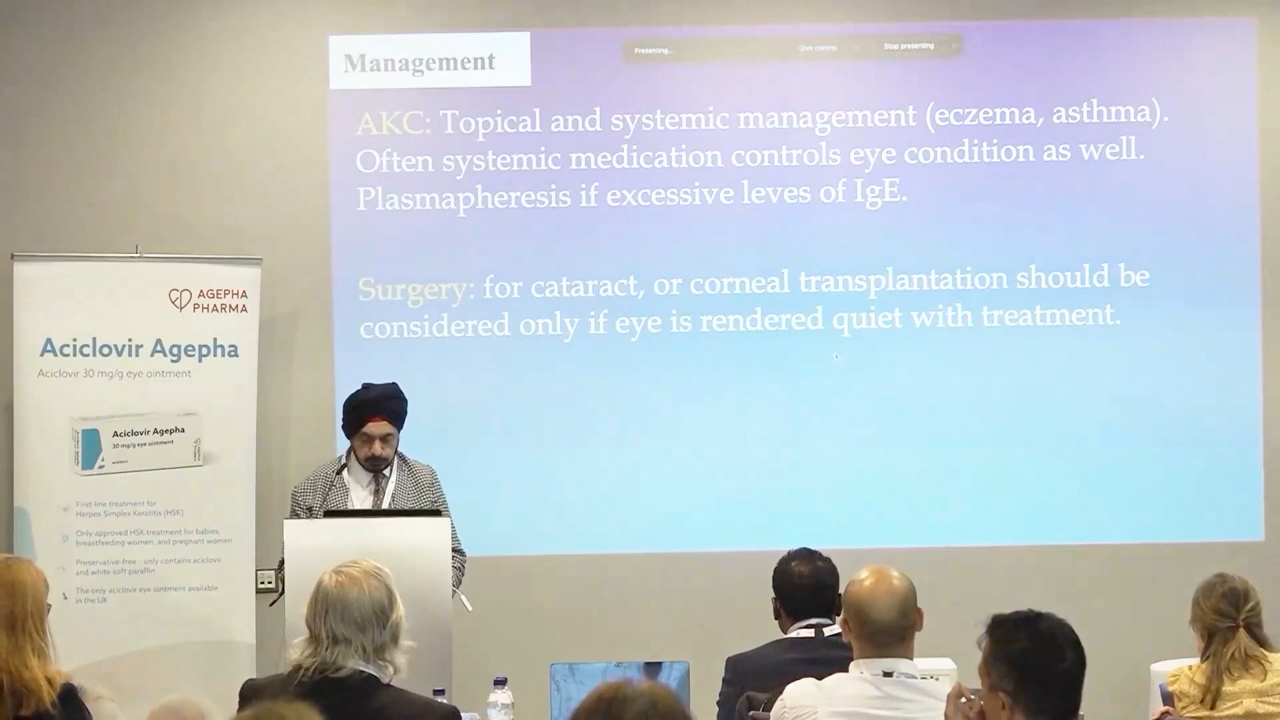 Management
Presenting...
Give control
Stop presenting
AKC: Topical and systemic management (eczema, asthma).
Often systemic medication controls eye condition as well.
Plasmapheresis if excessive leves of IgE.
Surgery: for cataract, or corneal transplantation should be
considered only if eye is rendered quiet with treatment.
AGEPHA
PHARMA
Aciclovir Agepha
Aciclovir 30 mg/g eye ointment
Aciclovir Agepha
30 mg/g eye ointment
First-line treatment for
Herpes Simplex Keratitis (HSK)
Only approved HSK treatment for babies,
breastfeeding women, and pregnant women
Preservative-free - only contains aciclovir
and white soft paraffin
The only aciclovir eye ointment available
in the UK